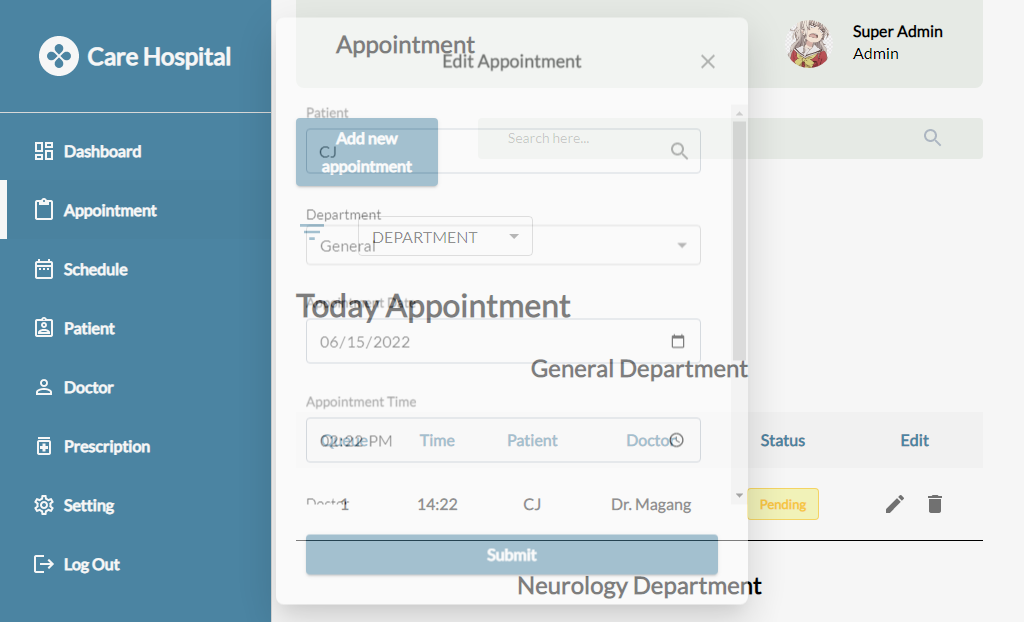 Care Hospital
Dashboard
Appointment
Schedule
Patient
Doctor
Prescription
Setting
Log Out
Appointment
Super Admin
Admin
Edit Appointment
Patient
CJ
Add new
appointment
Search here...
Department
General
DEPARTMENT
Appointment Date
Today Appointment
06/15/2022
General Department
Appointment Time
02:22 PM
Queue Time Patient Doctor Status Edit
Doctor
1 14:22 CJ Dr. Magang Pending
Submit
Neurology Department